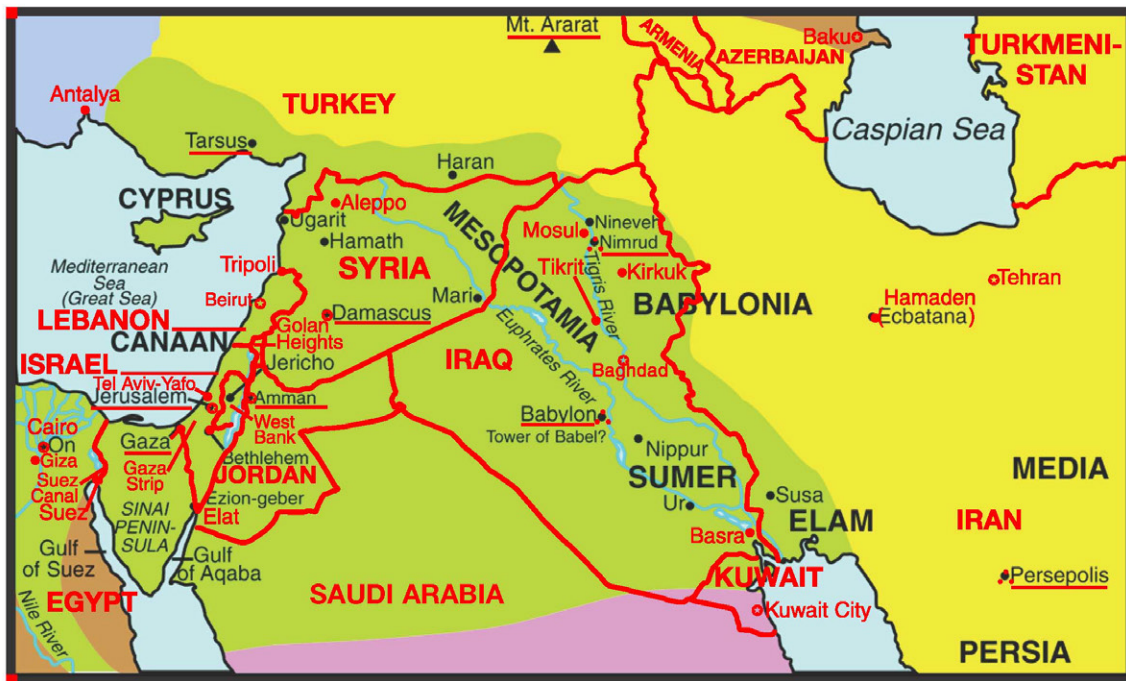 Mt. Ararat
ARMENIA
AZERBAIJAN
Baku
TURKMENI-
STAN
Antalya
TURKEY
Caspian Sea
Tarsus
Haran
CYPRUS
Aleppo
Ugarit
Hamath
MESOPOTAMIA
Nineveh
Mosul
Nimrud
Mediterranean
Sea
(Great Sea)
Tripoli
SYRIA
Tikrit
Tigris River
Kirkuk
Tehran
Beirut
Mari
BABYLONIA
Hamaden
(Ecbatana)
LEBANON
Damascus
CANAAN
Golan
Heights
Euphrates River
IRAQ
ISRAEL
Jericho
Baghdad
Tel Aviv-Yafo
Jerusalem
Amman
West
Bank
Babylon
Tower of Babel?
Cairo
On
Giza
Gaza
Bethlehem
Nippur
Suez
Canal
Gaza
Strip
JORDAN
SUMER
MEDIA
Suez
SINAI
PENIN-
SULA
Ezion-geber
Elat
Ur
Susa
ELAM
IRAN
Basra
Gulf
of Suez
Gulf
of Aqaba
KUWAIT
Persepolis
EGYPT
SAUDI ARABIA
Kuwait City
Nile River
PERSIA